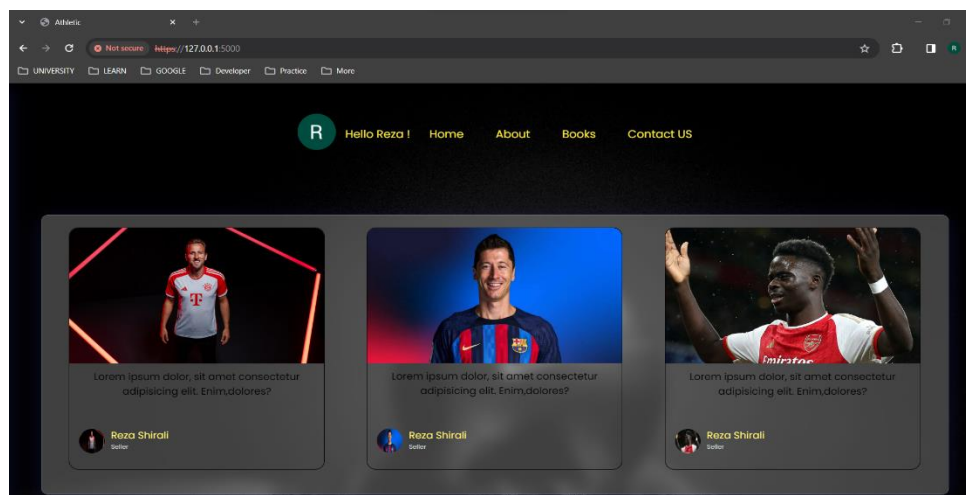 Athletic
Not secure https://127.0.0.1:5000
R
UNIVERSITY LEARN GOOGLE Developer Practice More
R Hello Reza ! Home About Books Contact US
T
Emirates
Lorem ipsum dolor, sit amet consectetur
adipisicing elit. Enim,dolores?
Reza Shirali
Seller
Lorem ipsum dolor, sit amet consectetur
adipisicing elit. Enim,dolores?
Reza Shirali
Seller
Lorem ipsum dolor, sit amet consectetur
adipisicing elit. Enim,dolores?
Reza Shirali
Seller